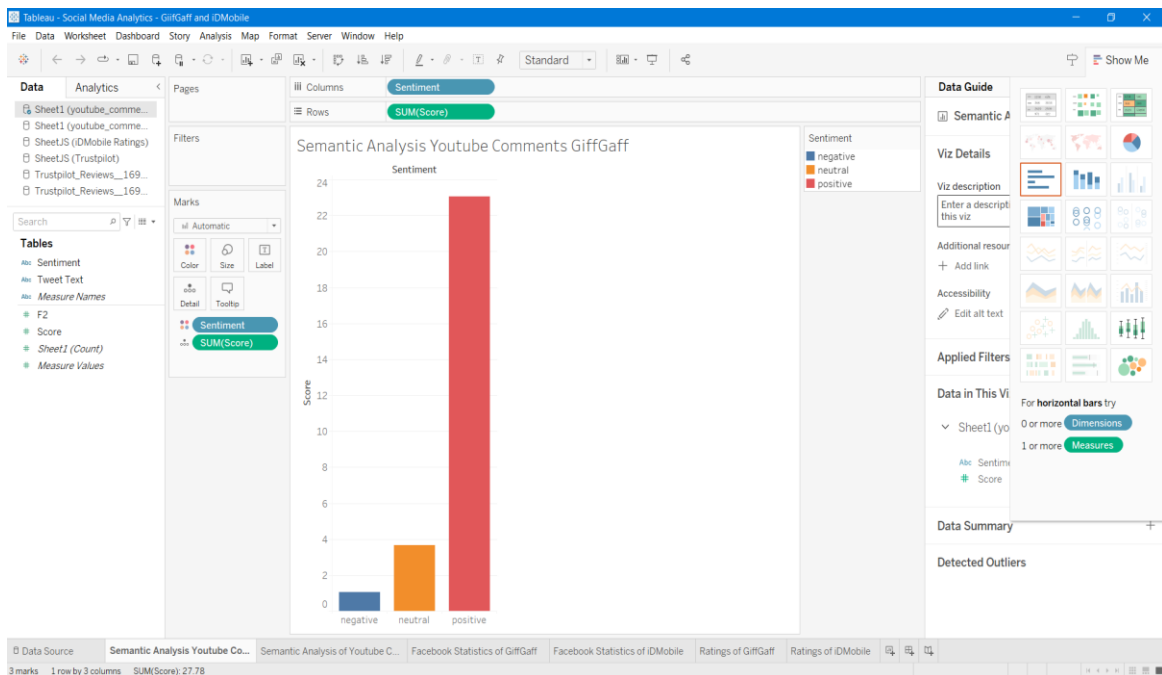 Tableau - Social Media Analytics - GiifGaff and iDMobile
File Data Worksheet Dashboard Story Analysis Map Format Server Window Help
Standard
Show Me
Data Analytics
Sheet1 (youtube_comme...
Sheet1 (youtube_comme...
SheetJS (iDMobile Ratings)
SheetJS (Trustpilot)
Trustpilot_Reviews__169...
Trustpilot_Reviews__169...
Search
Tables
Abc Sentiment
Abc Tweet Text
Abc Measure Names
# F2
# Score
# Sheet1 (Count)
# Measure Values
Pages
Filters
Marks
Automatic
Color Size Label
Detail Tooltip
Sentiment
SUM(Score)
Columns Sentiment
Rows SUM(Score)
Semantic Analysis Youtube Comments GiffGaff
Sentiment
24
22
20
18
16
14
12
10
8
6
4
2
0
Score
negative neutral positive
Sentiment
negative
neutral
positive
Data Guide
Semantic A
Viz Details
Viz description
Enter a descripti
this viz
Additional resour
+ Add link
Accessibility
Edit alt text
Applied Filters
Data in This Vi
Sheet1 (yo
Abc Sentime
# Score
Data Summary +
Detected Outliers
For horizontal bars try
0 or more Dimensions
1 or more Measures
Data Source Semantic Analysis Youtube Co... Semantic Analysis of Youtube C... Facebook Statistics of GiffGaff Facebook Statistics of iDMobile Ratings of GiffGaff Ratings of iDMobile
3 marks 1 row by 3 columns SUM(Score): 27.78